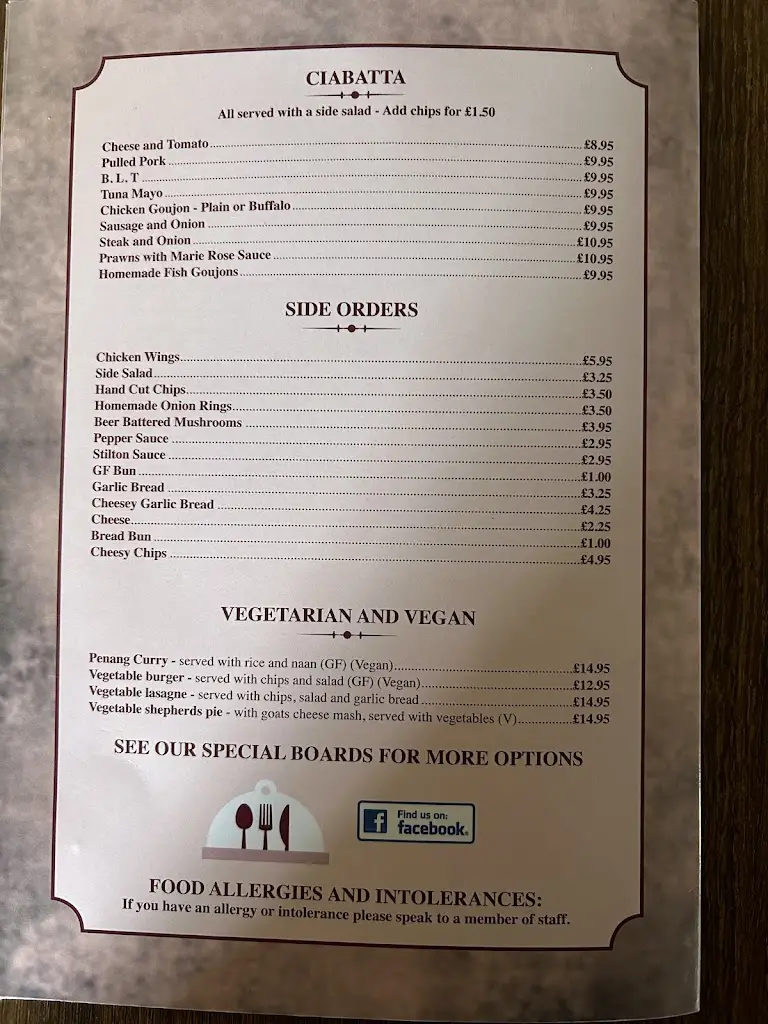 CIABATTA
All served with a side salad - Add chips for £1.50
Cheese and Tomato £8.95
Pulled Pork £9.95
B. L. T £9.95
Tuna Mayo £9.95
Chicken Goujon - Plain or Buffalo £9.95
Sausage and Onion £9.95
Steak and Onion £10.95
Prawns with Marie Rose Sauce £10.95
Homemade Fish Goujons £9.95
SIDE ORDERS
Chicken Wings £5.95
Side Salad £3.25
Hand Cut Chips £3.50
Homemade Onion Rings £3.50
Beer Battered Mushrooms £3.95
Pepper Sauce £2.95
Stilton Sauce £2.95
GF Bun £1.00
Garlic Bread £3.25
Cheesey Garlic Bread £4.25
Cheese £2.25
Bread Bun £1.00
Cheesy Chips £4.95
VEGETARIAN AND VEGAN
Penang Curry - served with rice and naan (GF) (Vegan) £14.95
Vegetable burger - served with chips and salad (GF) (Vegan) £12.95
Vegetable lasagne - served with chips, salad and garlic bread £14.95
Vegetable shepherds pie - with goats cheese mash, served with vegetables (V) £14.95
SEE OUR SPECIAL BOARDS FOR MORE OPTIONS
f Find us on:
facebook.
FOOD ALLERGIES AND INTOLERANCES:
If you have an allergy or intolerance please speak to a member of staff.